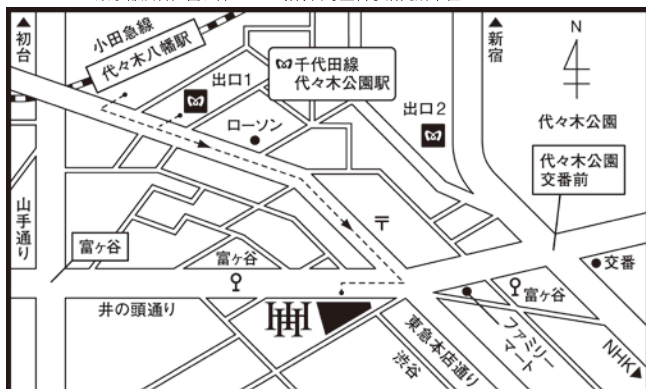 ▲初台
小田急線
代々木八幡駅
出口1
千代田線
代々木公園駅
▲新宿
N
ローソン
出口2
代々木公園
代々木公園
交番前
山手通り
富ヶ谷
富ヶ谷
〒
●交番
富ヶ谷
井の頭通り
HH
東急本店通り
渋谷
ファミリー
マート
NHK▲